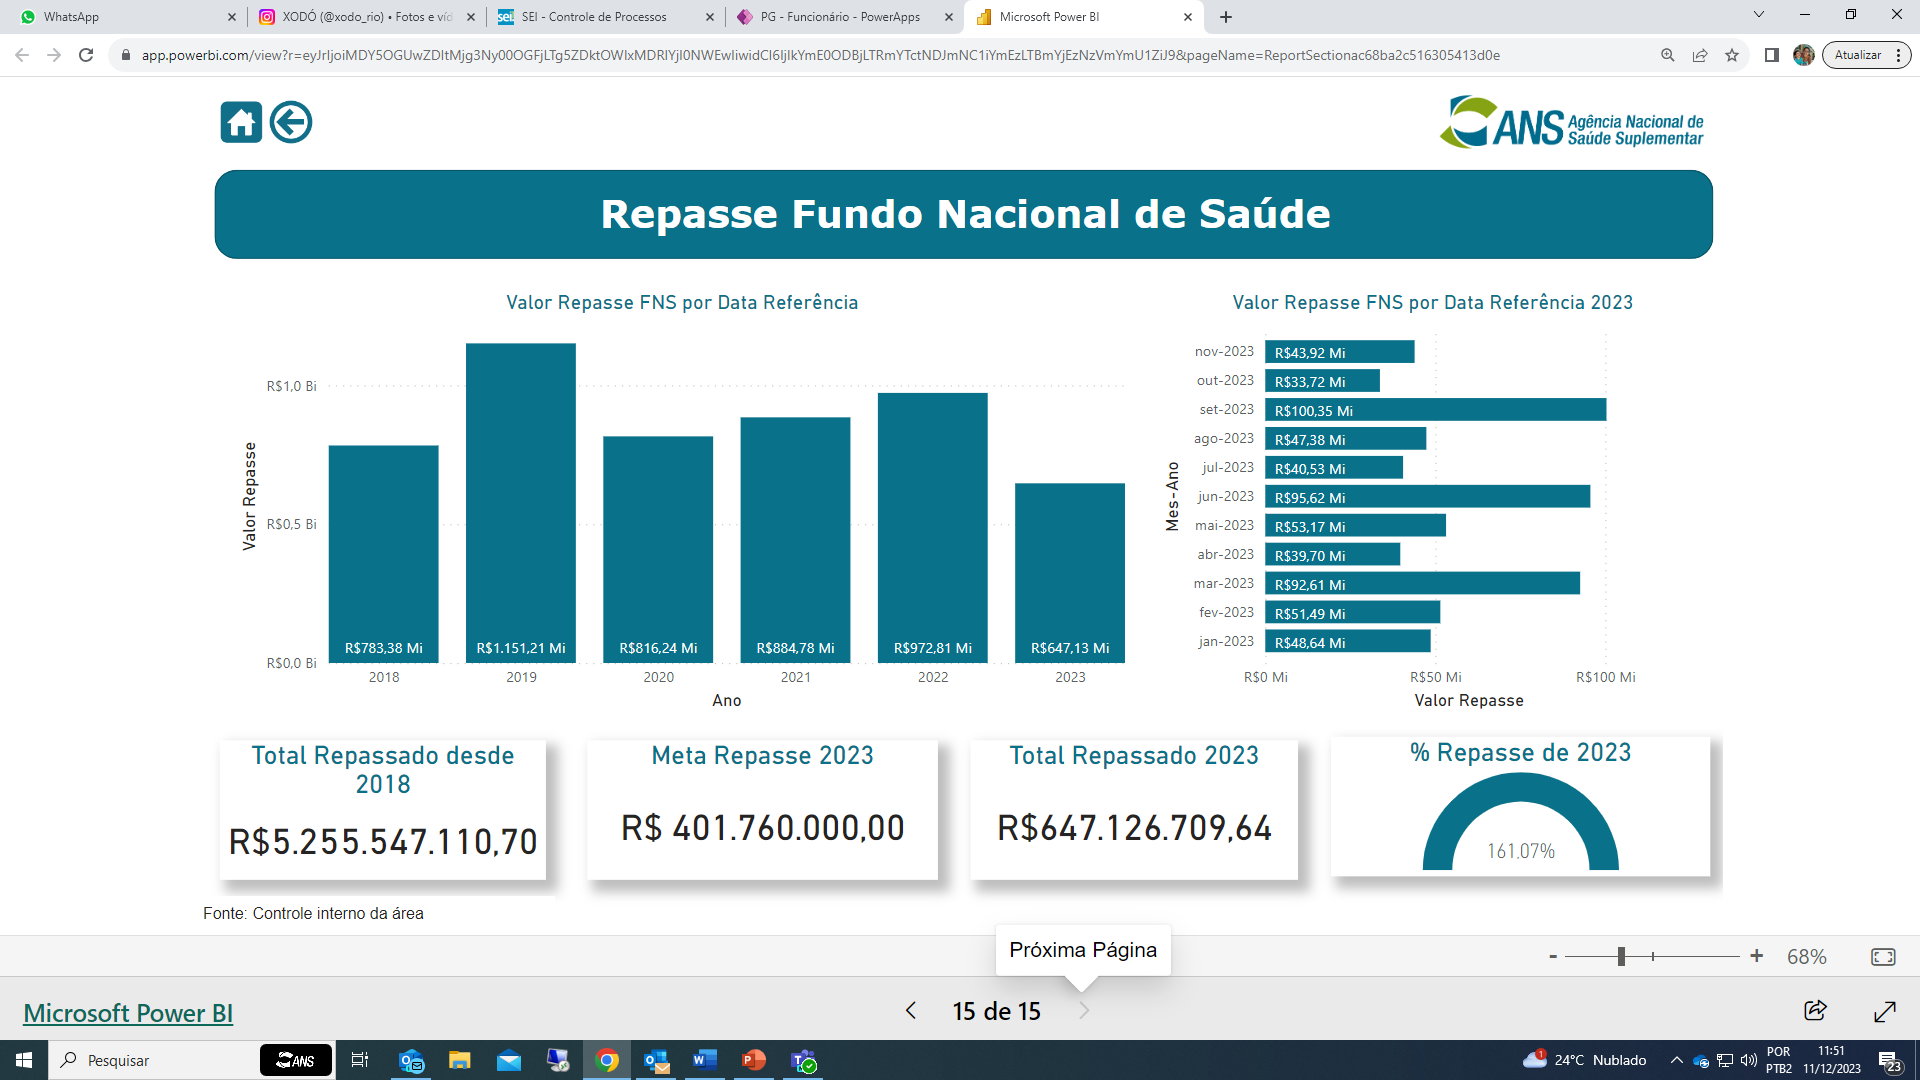 WhatsApp
XODÓ (@xodo_rio) • Fotos e víd
SEI - Controle de Processos
PG - Funcionário - PowerApps
Microsoft Power BI
Atualizar
ANS Agência Nacional de
Saúde Suplementar
Repasse Fundo Nacional de Saúde
Valor Repasse FNS por Data Referência
Valor Repasse
R$1,0 Bi
R$0,5 Bi
R$0,0 Bi
R$783,38 Mi
R$1.151,21 Mi
R$816,24 Mi
R$884,78 Mi
R$972,81 Mi
R$647,13 Mi
2018
2019
2020
2021
2022
2023
Ano
Valor Repasse FNS por Data Referência 2023
Mes-Ano
nov-2023 R$43,92 Mi
out-2023 R$33,72 Mi
set-2023 R$100,35 Mi
ago-2023 R$47,38 Mi
jul-2023 R$40,53 Mi
jun-2023 R$95,62 Mi
mai-2023 R$53,17 Mi
abr-2023 R$39,70 Mi
mar-2023 R$92,61 Mi
fev-2023 R$51,49 Mi
jan-2023 R$48,64 Mi
R$0 Mi
R$50 Mi
R$100 Mi
Valor Repasse
Total Repassado desde
2018
R$5.255.547.110,70
Meta Repasse 2023
R$ 401.760.000,00
Total Repassado 2023
R$647.126.709,64
% Repasse de 2023
161.07%
Fonte: Controle interno da área
Próxima Página
- + 68%
Microsoft Power BI
15 de 15
Pesquisar
ANS
24°C Nublado
POR
PTB2
11:51
11/12/2023
23